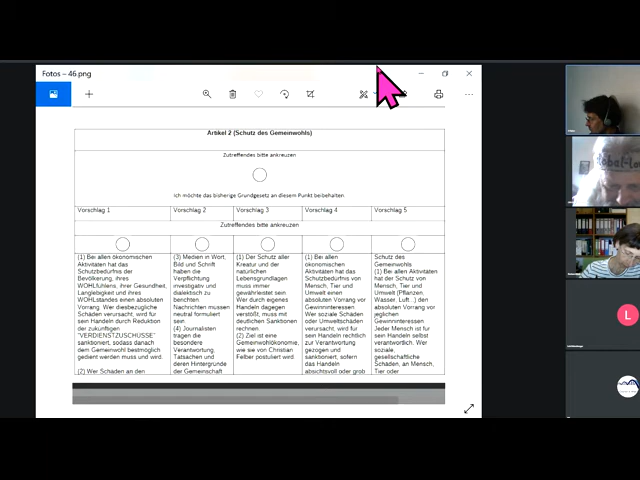 Fotos – 46.png
Artikel 2 (Schutz des Gemeinwohls)
Zutreffendes bitte ankreuzen
Ich möchte das bisherige Grundgesetz an diesem Punkt beibehalten.
Vorschlag 1
Vorschlag 2
Vorschlag 3
Vorschlag 4
Vorschlag 5
Zutreffendes bitte ankreuzen
(1) Bei allen ökonomischen
Aktivitäten hat das
Schutzbedürfnis der
Bevölkerung, ihres
WOHLfühlens, ihrer Gesundheit,
Langlebigkeit und ihres
WOHLstandes einen absoluten
Vorrang. Wer diesbezügliche
Schäden verursacht, wird für
sein Handeln durch Reduktion
der zukünftigen
"VERDIENSTZUSCHÜSSE"
sanktioniert, sodass danach
dem Gemeinwohl bestmöglich
gedient werden muss und wird.
(2) Wer Schäden an den
(3) Medien in Wort,
Bild und Schrift
haben die
Verpflichtung
investigativ und
dialektisch zu
berichten.
Nachrichten müssen
neutral formuliert
sein.
(4) Journalisten
tragen die
besondere
Verantwortung,
Tatsachen und
deren Hintergründe
der Gemeinschaft
(1) Der Schutz aller
Kreatur und der
natürlichen
Lebensgrundlagen
muss immer
gewährleistet sein.
Wer durch eigenes
Handeln dagegen
verstößt, muss mit
deutlichen Sanktionen
rechnen.
(2) Ziel ist eine
Gemeinwohlökonomie,
wie sie von Christian
Felber postuliert wird
(1) Bei allen
ökonomischen
Aktivitäten hat das
Schutzbedürfnis von
Mensch, Tier und
Umwelt einen
absoluten Vorrang vor
Gewinninteressen.
Wer soziale Schäden
oder Umweltschäden
verursacht, wird für
sein Handeln rechtlich
zur Verantwortung
gezogen und
sanktioniert, sofern
das Handeln
absichtsvoll oder grob
Schutz des
Gemeinwohls
(1) Bei allen Aktivitäten
hat der Schutz von
Mensch, Tier und
Umwelt (Pflanzen,
Wasser, Luft...) den
absoluten Vorrang vor
jeglichen
Gewinninteressen.
Jeder Mensch ist für
sein Handeln selbst
verantwortlich. Wer
soziale,
gesellschaftliche
Schäden, an Mensch,
Tier oder
L